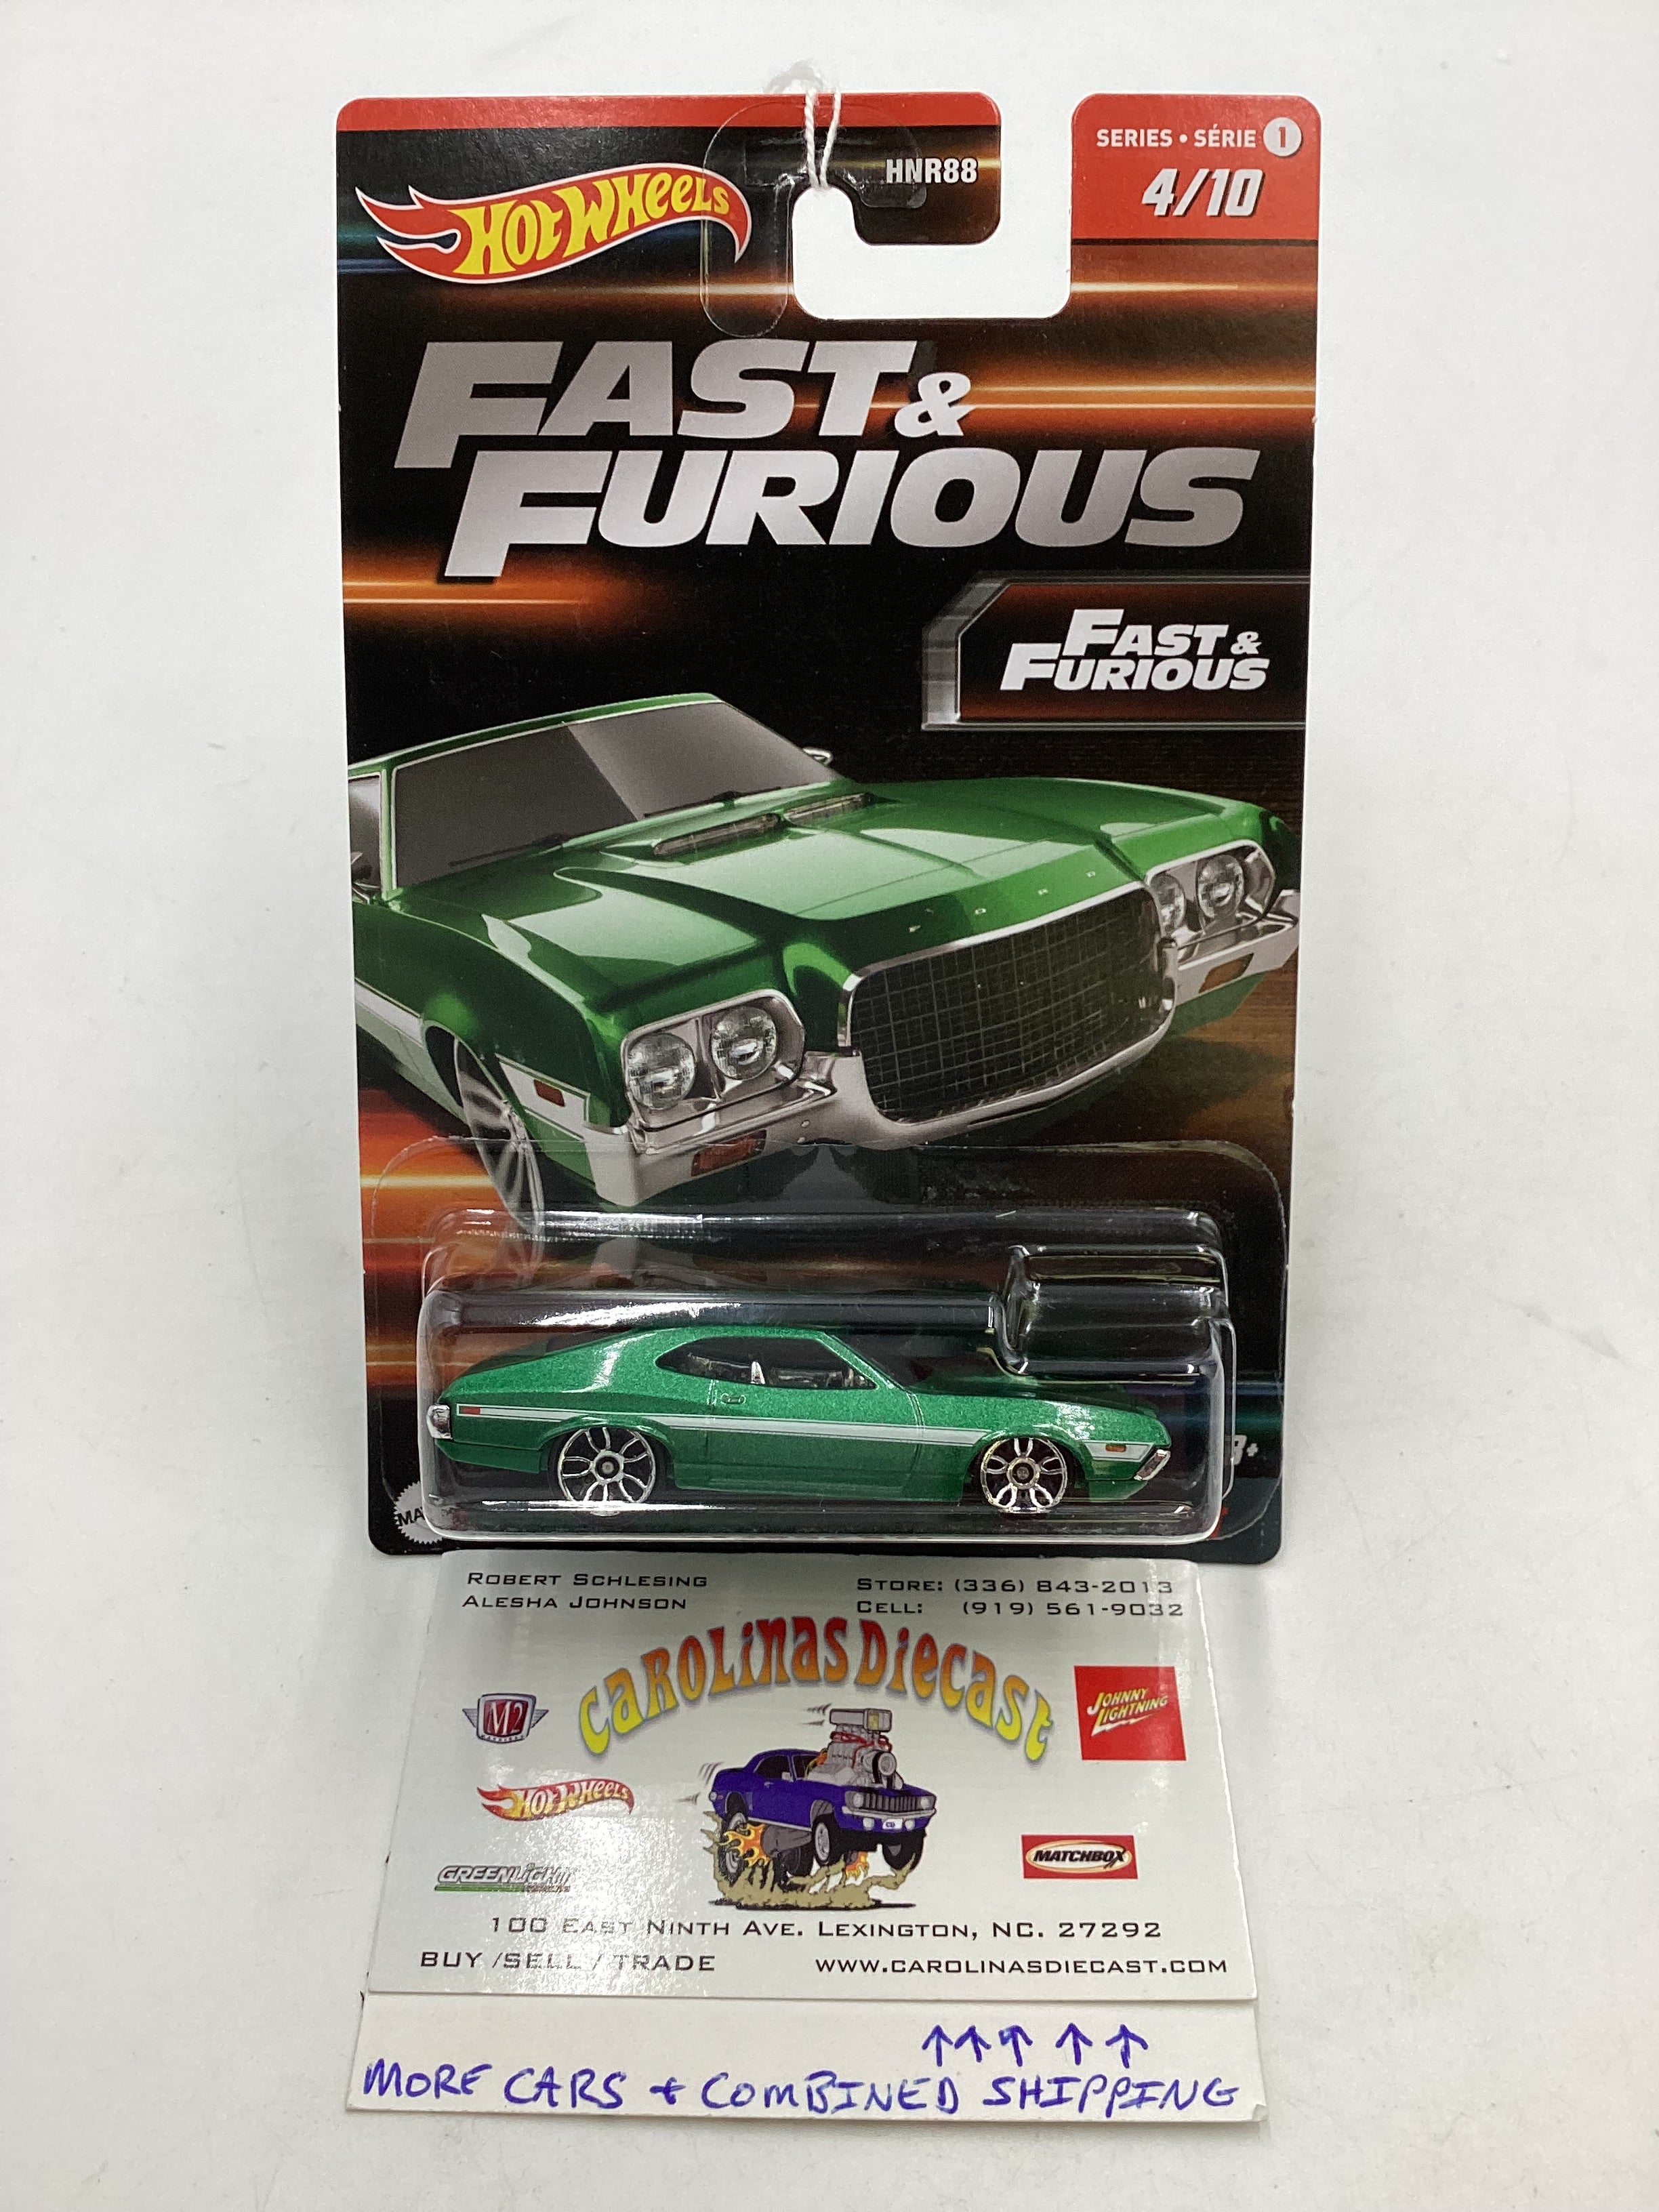 HOT WHEELS
HNR88
SERIES • SÉRIE 1
4/10
FAST &
FURIOUS
FAST &
FURIOUS
FORD
ROBERT SCHLESING
ALESHA JOHNSON
STORE: (336) 843-2013
CELL: (919) 561-9032
CAROLINAS DIECAST
M2
JOHNNY
LIGHTNING
HOT WHEELS
GREENLIGHT
MATCHBOX
100 EAST NINTH AVE. LEXINGTON, NC. 27292
BUY /SELL / TRADE
WWW.CAROLINASDIECAST.COM
↑↑↑ ↑ ↑
MORE CARS + COMBINED SHIPPING